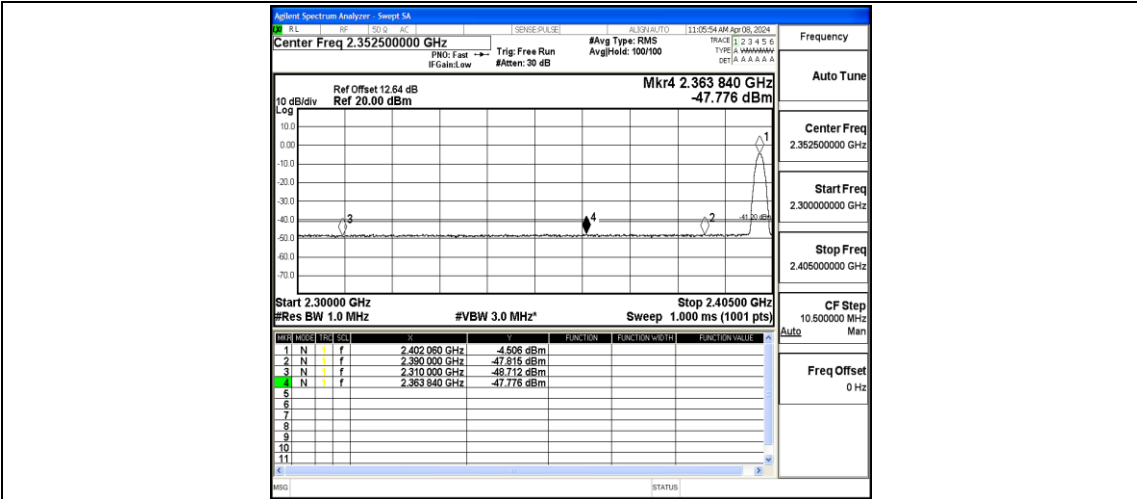 Agilent Spectrum Analyzer - Swept SA
RL RF 50 Ω AC SENSE:PULSE ALIGNAUTO 11:05:54 AM Apr 08, 2024
Center Freq 2.352500000 GHz #Avg Type: RMS TRACE 1 2 3 4 5 6
PNO: Fast Trig: Free Run Avg|Hold: 100/100 TYPE A
IFGain:Low #Atten: 30 dB DET A A A A A A
Mkr4 2.363 840 GHz
-47.776 dBm
Ref Offset 12.64 dB
10 dB/div Ref 20.00 dBm
Log
10.0
0.00
1
-10.0
-20.0
-30.0
-40.0
3 4 2 -41.20 dBm
-50.0
-60.0
-70.0
Start 2.30000 GHz Stop 2.40500 GHz
#Res BW 1.0 MHz #VBW 3.0 MHz* Sweep 1.000 ms (1001 pts)
MKR MODE TRC SCL X Y FUNCTION FUNCTION WIDTH FUNCTION VALUE
1 N 1 f 2.402 060 GHz -4.506 dBm
2 N 1 f 2.390 000 GHz -47.815 dBm
3 N 1 f 2.310 000 GHz -48.712 dBm
4 N 1 f 2.363 840 GHz -47.776 dBm
5
6
7
8
9
10
11
MSG STATUS
Frequency
Auto Tune
Center Freq
2.352500000 GHz
Start Freq
2.300000000 GHz
Stop Freq
2.405000000 GHz
CF Step
10.500000 MHz
Auto Man
Freq Offset
0 Hz